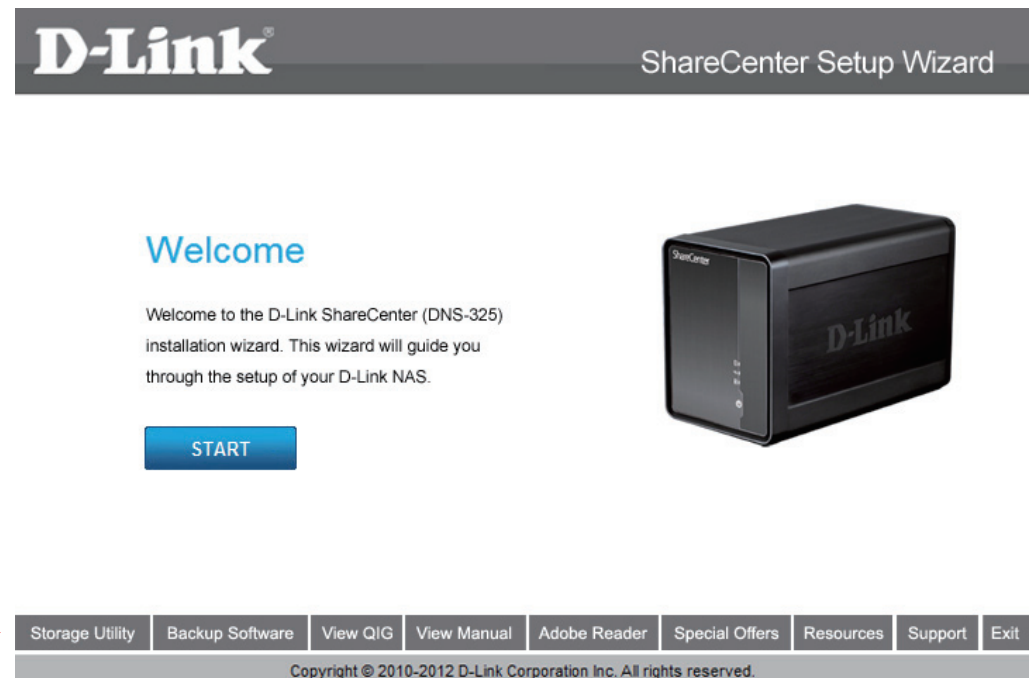 D-Link®
ShareCenter Setup Wizard
Welcome
Welcome to the D-Link ShareCenter (DNS-325)
installation wizard. This wizard will guide you
through the setup of your D-Link NAS.
START
ShareCenter
D-Link
Storage Utility
Backup Software
View QIG
View Manual
Adobe Reader
Special Offers
Resources
Support
Exit
Copyright © 2010-2012 D-Link Corporation Inc. All rights reserved.